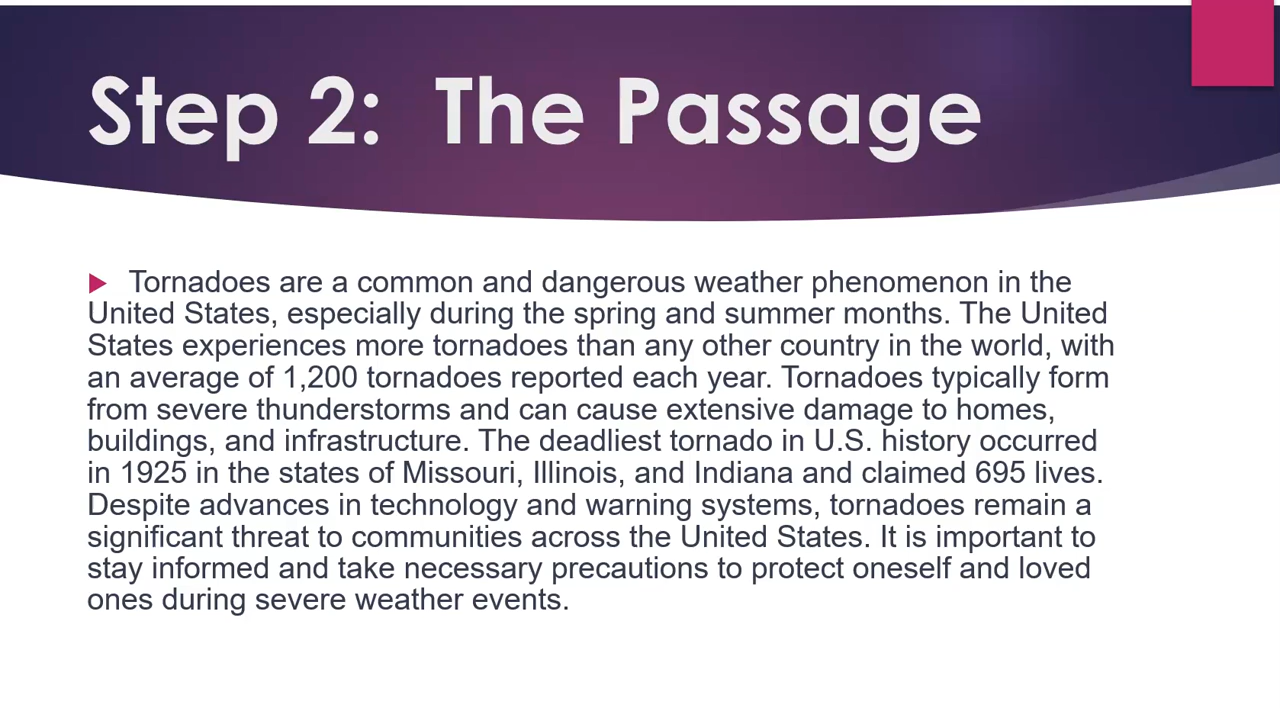 Step 2: The Passage
Tornadoes are a common and dangerous weather phenomenon in the
United States, especially during the spring and summer months. The United
States experiences more tornadoes than any other country in the world, with
an average of 1,200 tornadoes reported each year. Tornadoes typically form
from severe thunderstorms and can cause extensive damage to homes,
buildings, and infrastructure. The deadliest tornado in U.S. history occurred
in 1925 in the states of Missouri, Illinois, and Indiana and claimed 695 lives.
Despite advances in technology and warning systems, tornadoes remain a
significant threat to communities across the United States. It is important to
stay informed and take necessary precautions to protect oneself and loved
ones during severe weather events.